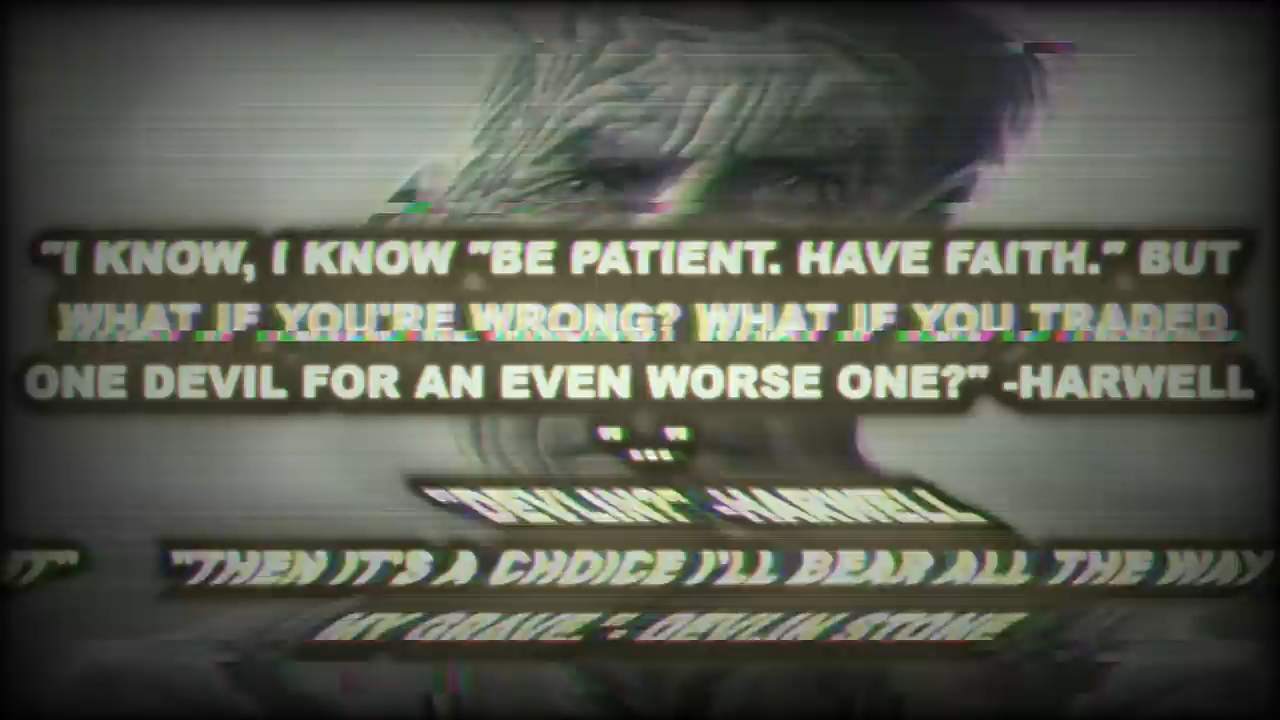 "I KNOW, I KNOW "BE PATIENT. HAVE FAITH." BUT
WHAT IF YOU'RE WRONG? WHAT IF YOU TRADED
ONE DEVIL FOR AN EVEN WORSE ONE?" -HARWELL
"..."
"DEVLIN?" -HARWELL
"THEN IT'S A CHOICE I'LL BEAR ALL THE WAY
MY GRAVE." - DEVLIN STONE